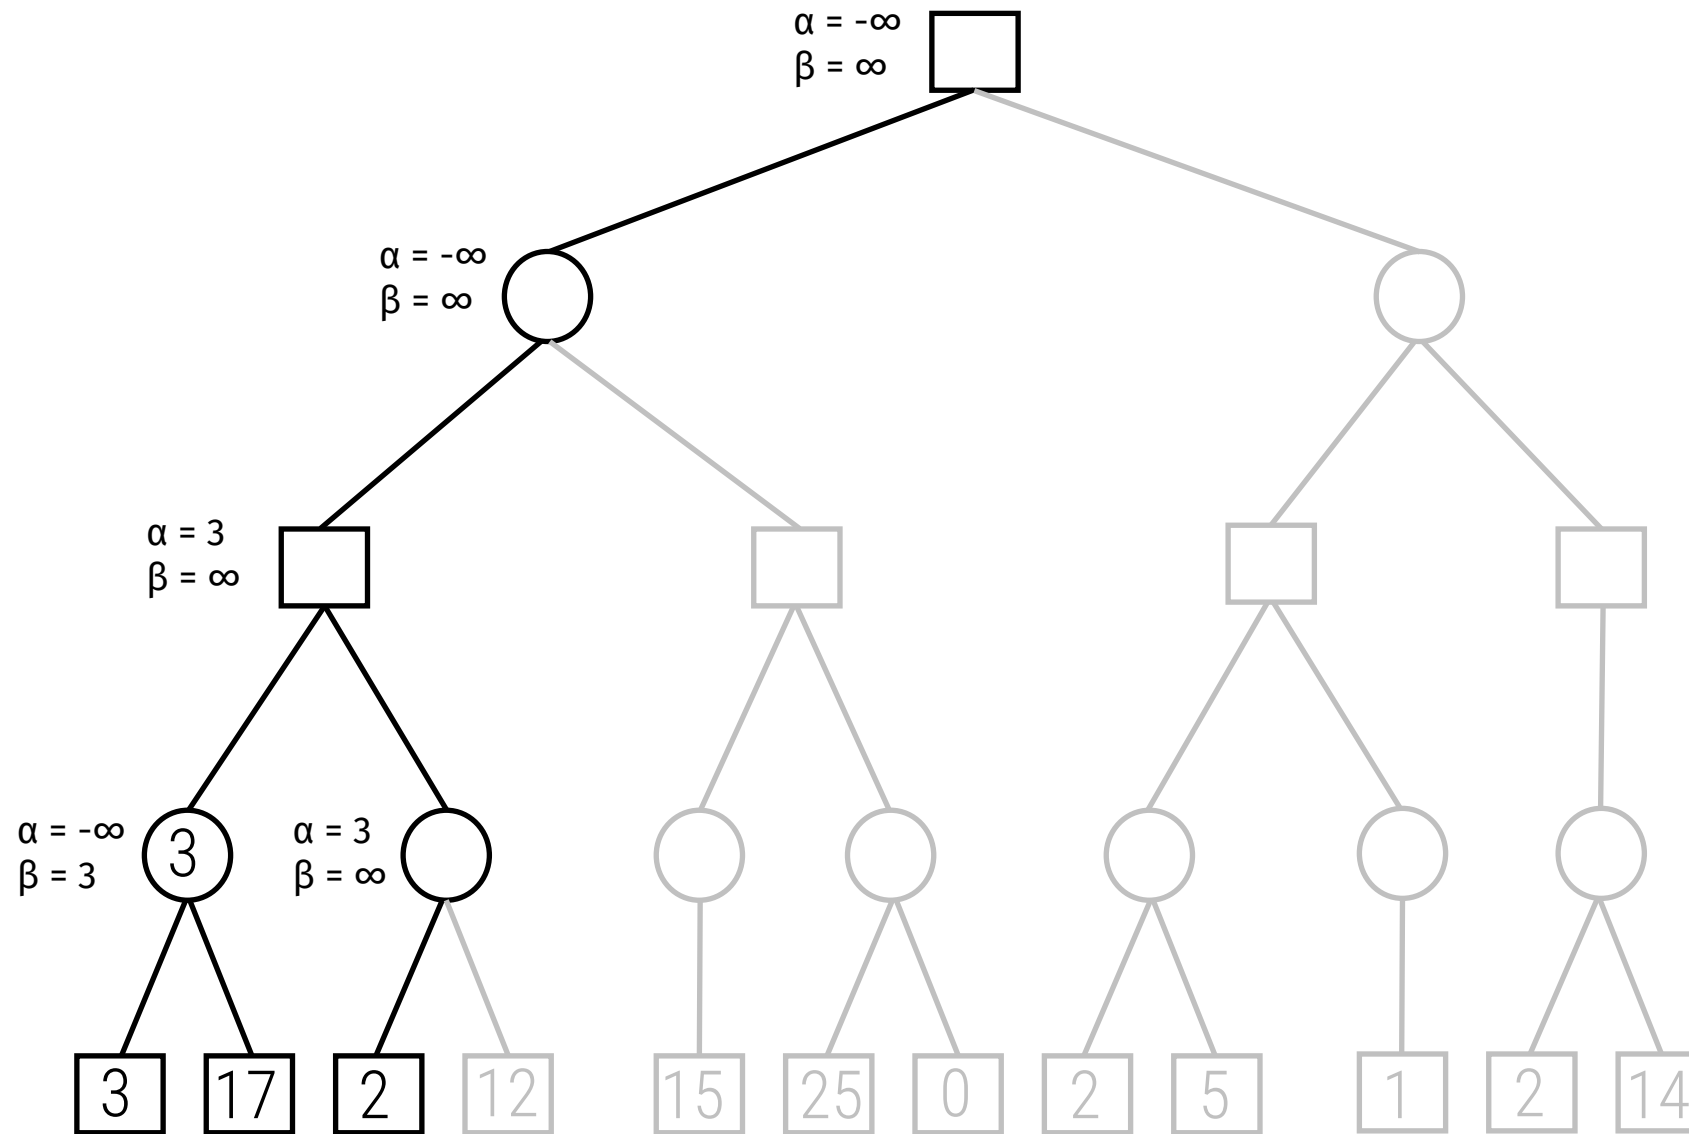 α = -∞
β = ∞
α = -∞
β = ∞
α = 3
β = ∞
α = -∞
β = 3
3
α = 3
β = ∞
3
17
2
12
15
25
0
2
5
1
2
14